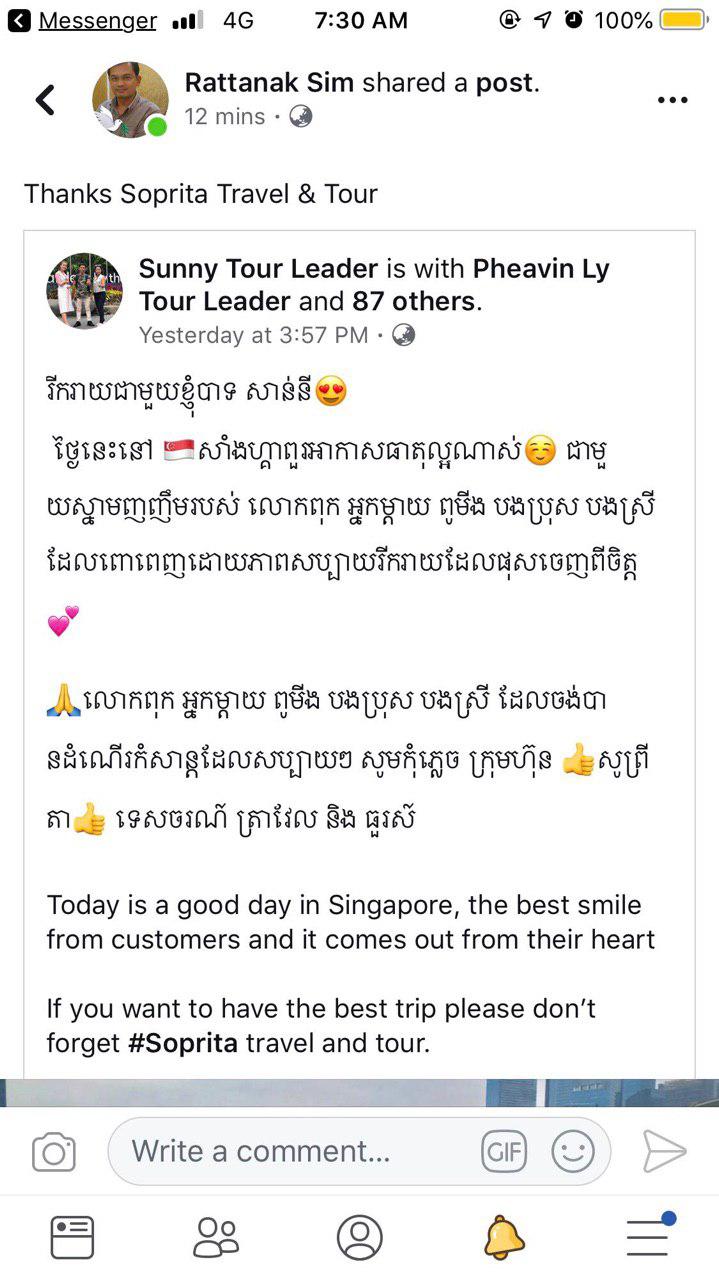 Messenger 4G 7:30 AM 100%
Rattanak Sim shared a post.
12 mins ·
Thanks Soprita Travel & Tour
Sunny Tour Leader is with Pheavin Ly
Tour Leader and 87 others.
Yesterday at 3:57 PM ·
រីករាយជាមួយខ្ញុំបាទ សាន់នី😍
ថ្ងៃនេះនៅ 🇸🇬សាំងហ្គាពួរអាកាសធាតុល្អណាស់☺️ ជាមួ
យស្នាមញញឹមរបស់ លោកពុក អ្នកម្ដាយ ពូមីង បងប្រុស បងស្រី
ដែលពោពេញដោយភាពសប្បាយរីករាយដែលផុសចេញពីចិត្ត
💕
🙏លោកពុក អ្នកម្ដាយ ពូមីង បងប្រុស បងស្រី ដែលចង់បា
នដំណើរកំសាន្តដែលសប្បាយៗ សូមកុំភ្លេច ក្រុមហ៊ុន 👍សូព្រី
តា👍 ទេសចរណ៍ ត្រាវែល និង ធួរស៍
Today is a good day in Singapore, the best smile
from customers and it comes out from their heart
If you want to have the best trip please don’t
forget #Soprita travel and tour.
Write a comment... GIF